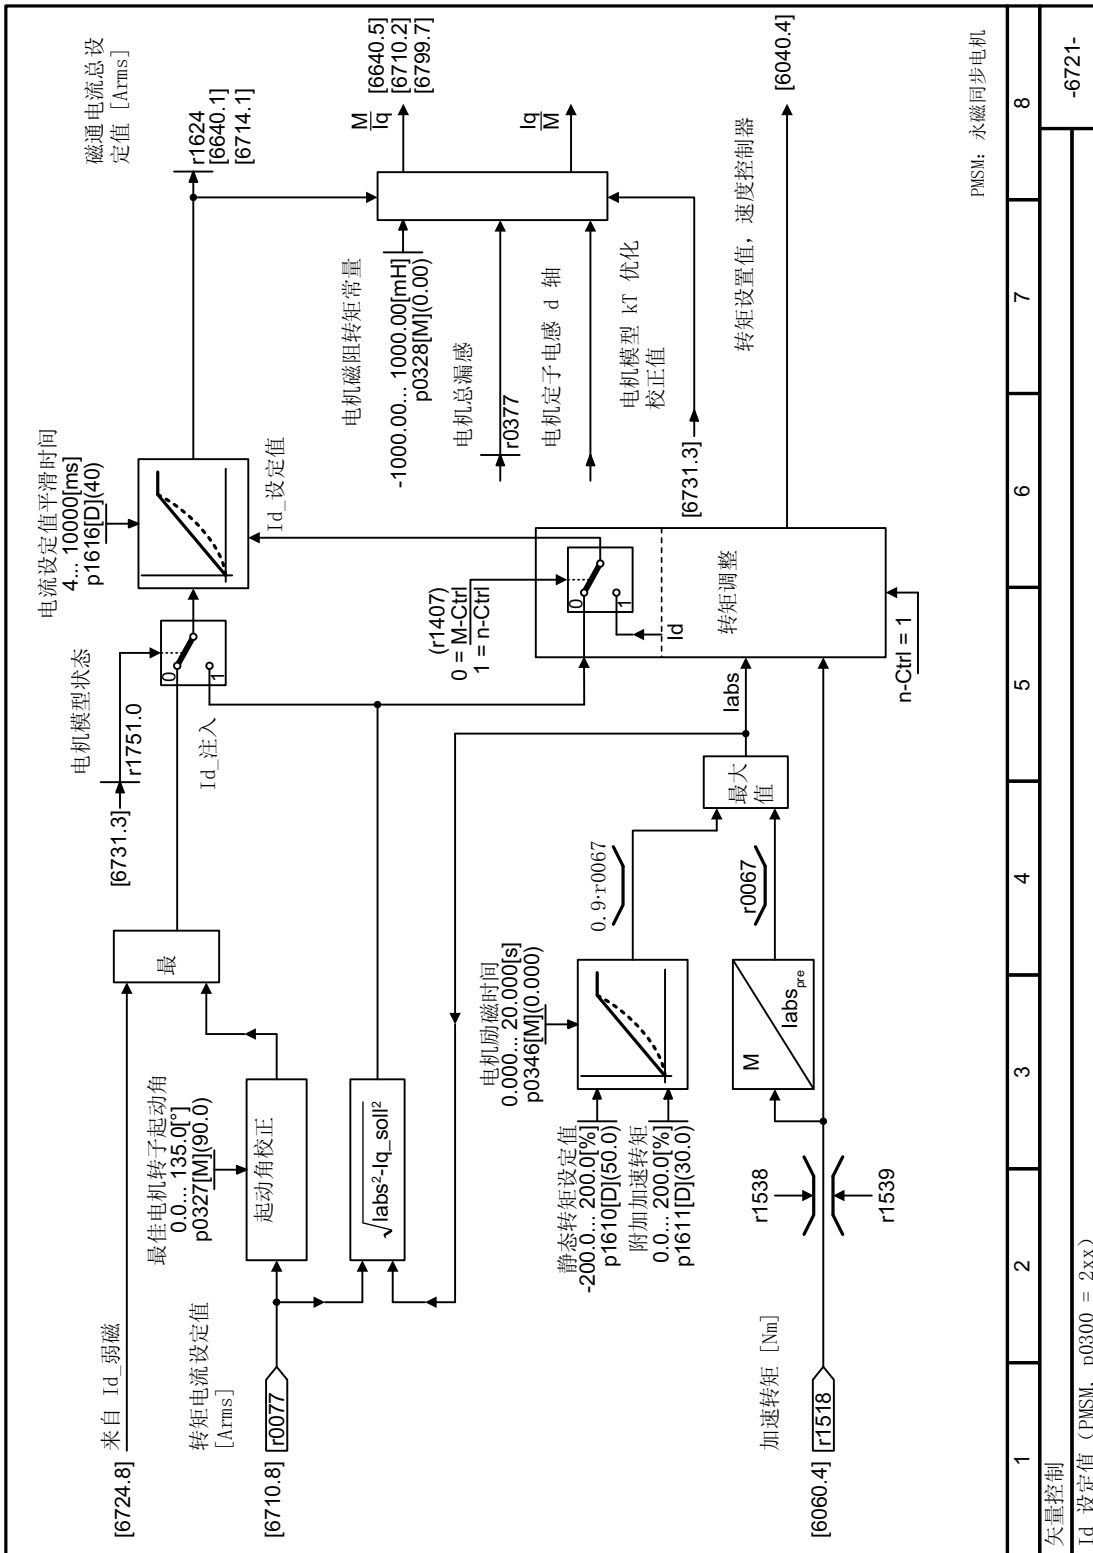 [6724.8]
来自 Id_弱磁
最佳电机转子起动角
0.0... 135.0[°]
p0327[M](90.0)
起动角校正
最
[6731.3]
电机模型状态
r1751.0
0
1
Id_注入
电流设定值平滑时间
4... 10000[ms]
p1616[D](40)
Id_设定值
磁通电流总设
定值 [Arms]
r1624
[6640.1]
[6714.1]
转矩电流设定值
[Arms]
[6710.8]
r0077
√Iabs²-Iq_soll²
电机磁阻转矩常量
-1000.00... 1000.00[mH]
p0328[M](0.00)
电机总漏感
r0377
电机定子电感 d 轴
电机模型 kT 优化
校正值
[6731.3]
M
Iq
[6640.5]
[6710.2]
[6799.7]
Iq
M
(r1407)
0 = M-Ctrl
1 = n-Ctrl
0
1
Id
转矩调整
Iabs
n-Ctrl = 1
电机励磁时间
0.000... 20.000[s]
p0346[M](0.000)
静态转矩设定值
-200.0... 200.0[%]
p1610[D](50.0)
附加加速转矩
0.0... 200.0[%]
p1611[D](30.0)
0.9·r0067
r0067
最大
值
M
Iabspre
加速转矩 [Nm]
[6060.4]
r1518
r1538
r1539
转矩设置值, 速度控制器
[6040.4]
PMSM: 永磁同步电机
1
2
3
4
5
6
7
8
矢量控制
Id 设定值 (PMSM, p0300 = 2xx)
-6721-